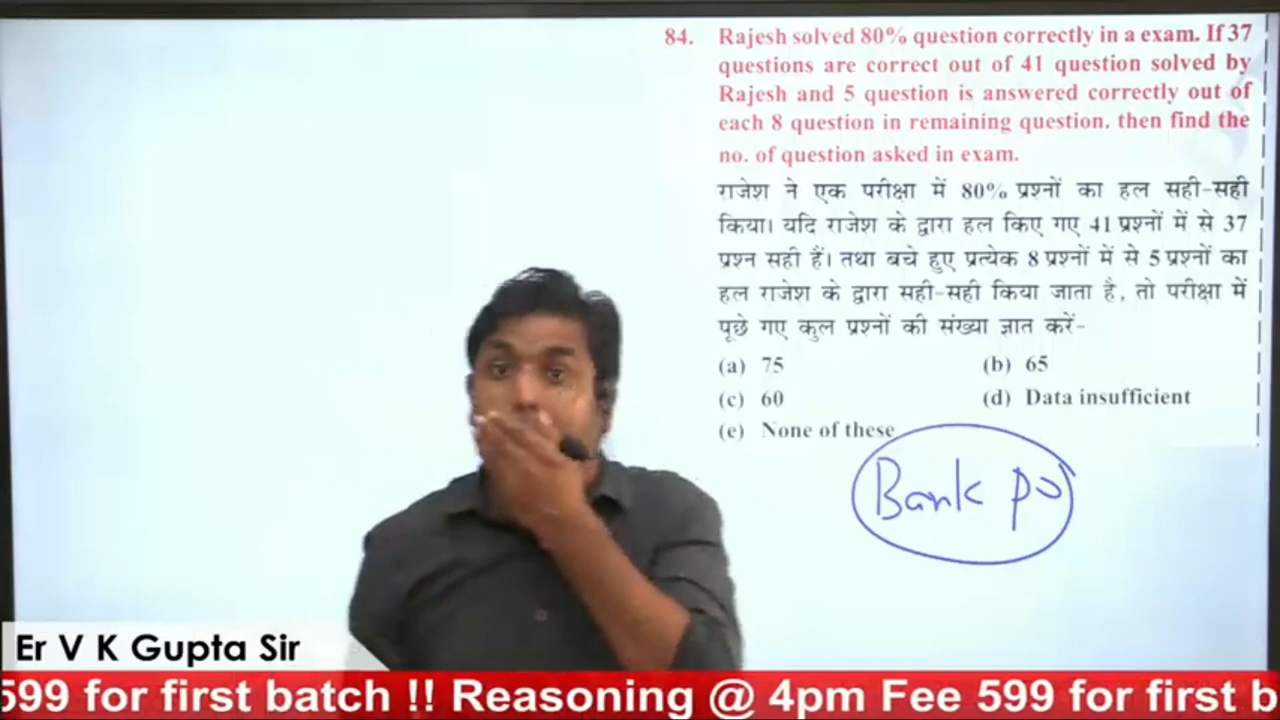 84. Rajesh solved 80% question correctly in a exam. If 37
questions are correct out of 41 question solved by
Rajesh and 5 question is answered correctly out of
each 8 question in remaining question. then find the
no. of question asked in exam.
राजेश ने एक परीक्षा में 80% प्रश्नों का हल सही-सही
किया। यदि राजेश के द्वारा हल किए गए 41 प्रश्नों में से 37
प्रश्न सही हैं। तथा बचे हुए प्रत्येक 8 प्रश्नों में से 5 प्रश्नों का
हल राजेश के द्वारा सही-सही किया जाता है, तो परीक्षा में
पूछे गए कुल प्रश्नों की संख्या ज्ञात करें-
(a) 75 (b) 65
(c) 60 (d) Data insufficient
(e) None of these
Bank po
Er V K Gupta Sir
599 for first batch !! Reasoning @ 4pm Fee 599 for first b